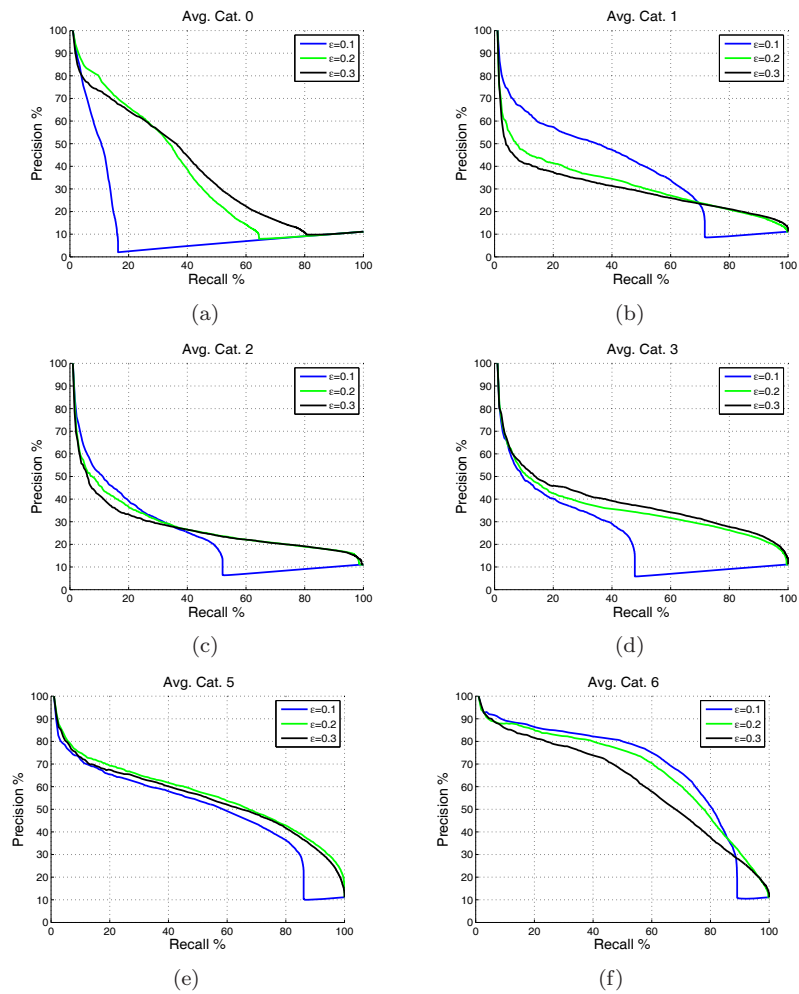 Avg. Cat. 0
100
90
80
70
60
50
40
30
20
10
0
Precision %
0 20 40 60 80 100
Recall %
ε=0.1
ε=0.2
ε=0.3
(a)
Avg. Cat. 1
100
90
80
70
60
50
40
30
20
10
0
Precision %
0 20 40 60 80 100
Recall %
ε=0.1
ε=0.2
ε=0.3
(b)
Avg. Cat. 2
100
90
80
70
60
50
40
30
20
10
0
Precision %
0 20 40 60 80 100
Recall %
ε=0.1
ε=0.2
ε=0.3
(c)
Avg. Cat. 3
100
90
80
70
60
50
40
30
20
10
0
Precision %
0 20 40 60 80 100
Recall %
ε=0.1
ε=0.2
ε=0.3
(d)
Avg. Cat. 5
100
90
80
70
60
50
40
30
20
10
0
Precision %
0 20 40 60 80 100
Recall %
ε=0.1
ε=0.2
ε=0.3
(e)
Avg. Cat. 6
100
90
80
70
60
50
40
30
20
10
0
Precision %
0 20 40 60 80 100
Recall %
ε=0.1
ε=0.2
ε=0.3
(f)